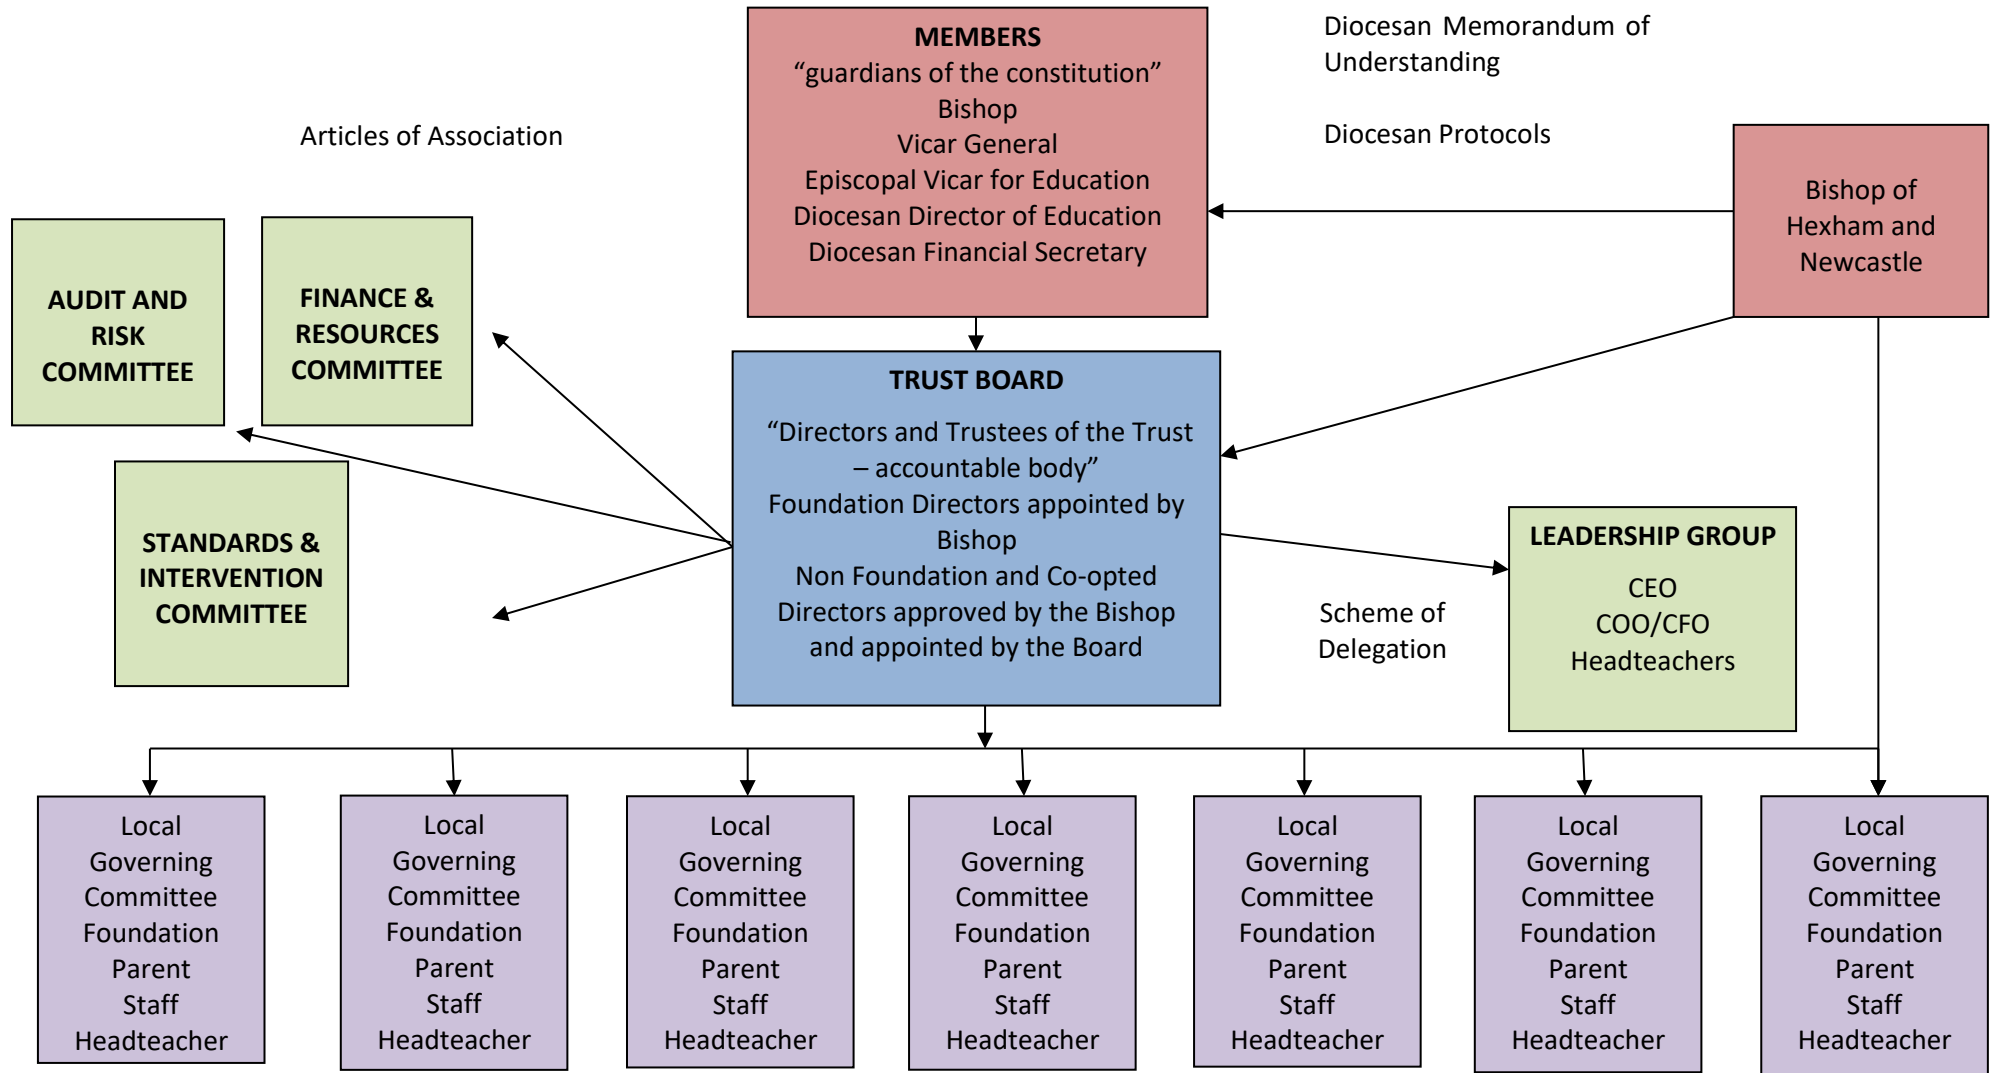 MEMBERS
“guardians of the constitution”
Bishop
Vicar General
Episcopal Vicar for Education
Diocesan Director of Education
Diocesan Financial Secretary
Diocesan Memorandum of
Understanding
Diocesan Protocols
Articles of Association
Bishop of
Hexham and
Newcastle
AUDIT AND
RISK
COMMITTEE
FINANCE &
RESOURCES
COMMITTEE
STANDARDS &
INTERVENTION
COMMITTEE
TRUST BOARD
“Directors and Trustees of the Trust
– accountable body”
Foundation Directors appointed by
Bishop
Non Foundation and Co-opted
Directors approved by the Bishop
and appointed by the Board
Scheme of
Delegation
LEADERSHIP GROUP
CEO
COO/CFO
Headteachers
Local
Governing
Committee
Foundation
Parent
Staff
Headteacher
Local
Governing
Committee
Foundation
Parent
Staff
Headteacher
Local
Governing
Committee
Foundation
Parent
Staff
Headteacher
Local
Governing
Committee
Foundation
Parent
Staff
Headteacher
Local
Governing
Committee
Foundation
Parent
Staff
Headteacher
Local
Governing
Committee
Foundation
Parent
Staff
Headteacher
Local
Governing
Committee
Foundation
Parent
Staff
Headteacher